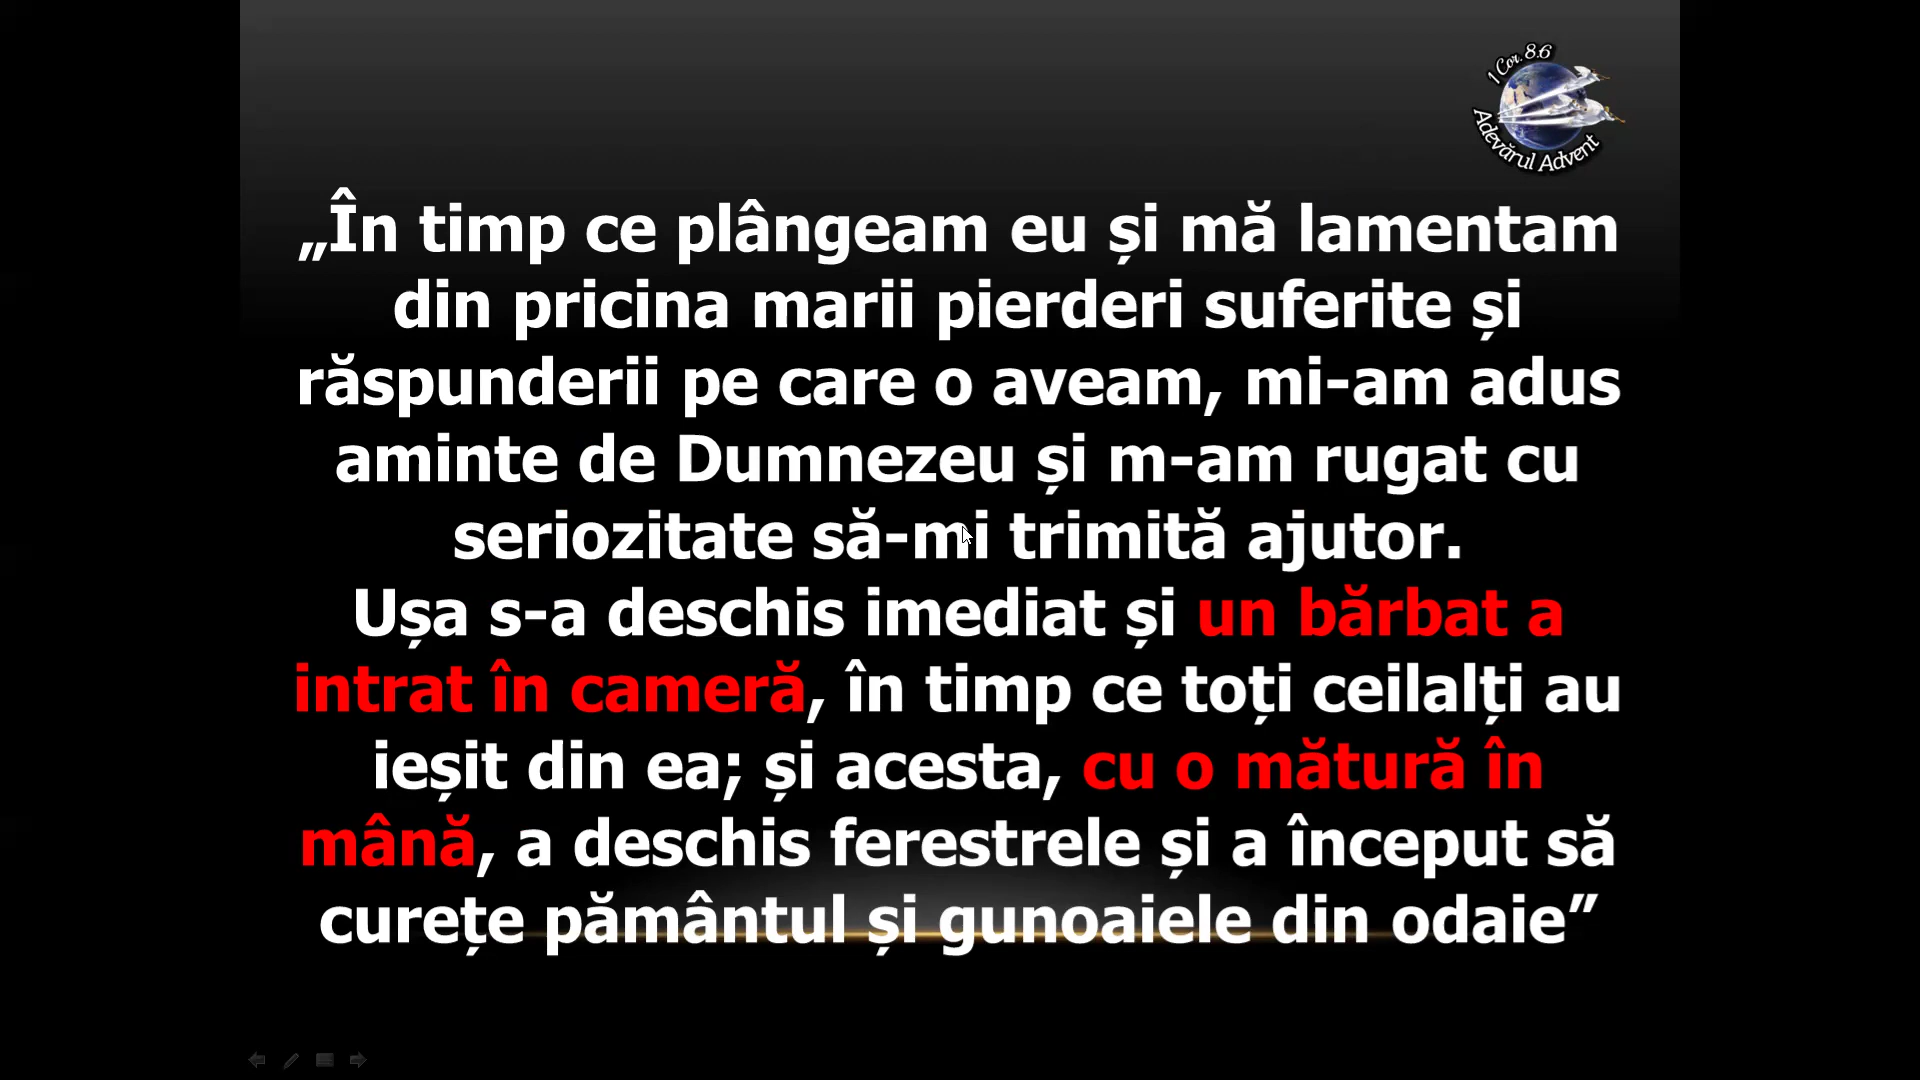 1 Cor. 8:6
Adevărul Advent
„În timp ce plângeam eu și mă lamentam
din pricina marii pierderi suferite și
răspunderii pe care o aveam, mi-am adus
aminte de Dumnezeu și m-am rugat cu
seriozitate să-mi trimită ajutor.
Ușa s-a deschis imediat și un bărbat a
intrat în cameră, în timp ce toți ceilalți au
ieșit din ea; și acesta, cu o mătură în
mână, a deschis ferestrele și a început să
curețe pământul și gunoaiele din odaie”